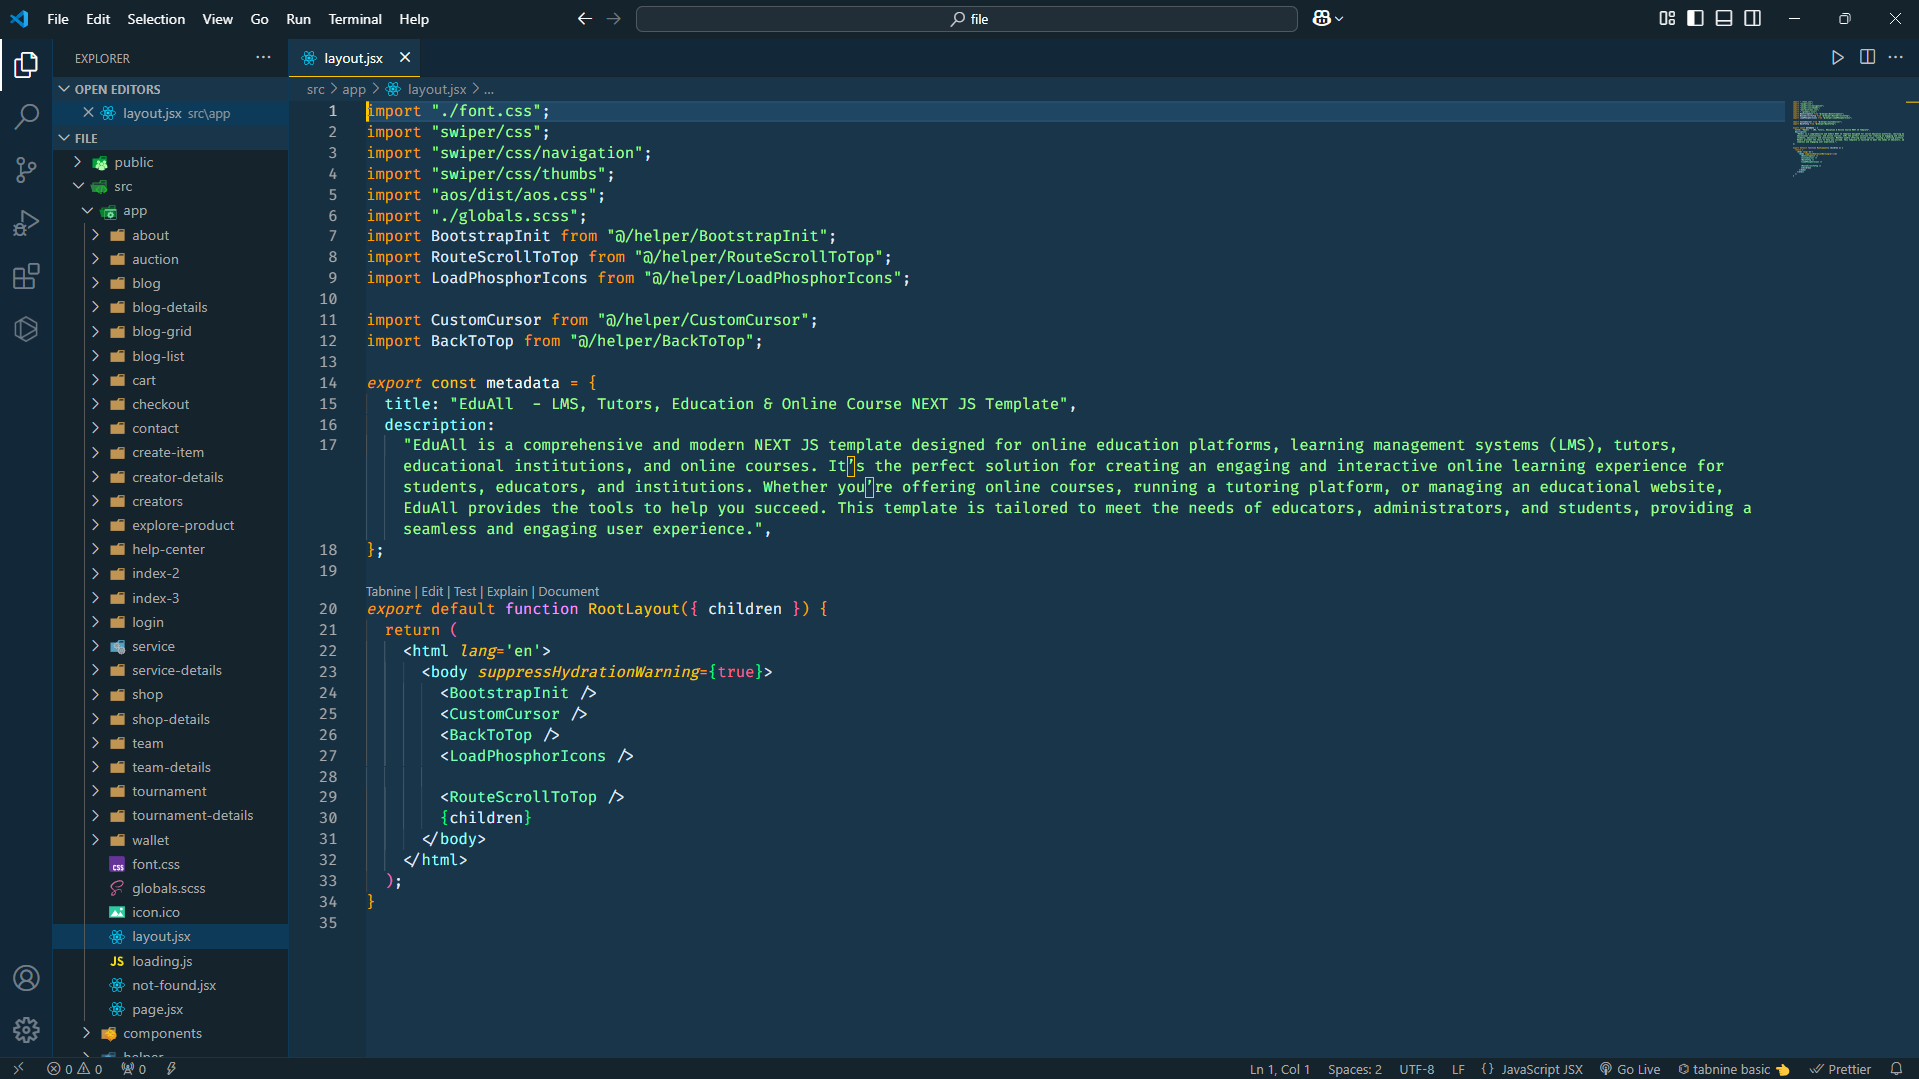 File Edit Selection View Go Run Terminal Help
file
EXPLORER
OPEN EDITORS
layout.jsx src\app
FILE
public
src
app
about
auction
blog
blog-details
blog-grid
blog-list
cart
checkout
contact
create-item
creator-details
creators
explore-product
help-center
index-2
index-3
login
service
service-details
shop
shop-details
team
team-details
tournament
tournament-details
wallet
font.css
globals.scss
icon.ico
layout.jsx
JS loading.js
not-found.jsx
page.jsx
components
helper
layout.jsx
src > app > layout.jsx > ...
1 import "./font.css";
2 import "swiper/css";
3 import "swiper/css/navigation";
4 import "swiper/css/thumbs";
5 import "aos/dist/aos.css";
6 import "./globals.scss";
7 import BootstrapInit from "@/helper/BootstrapInit";
8 import RouteScrollToTop from "@/helper/RouteScrollToTop";
9 import LoadPhosphorIcons from "@/helper/LoadPhosphorIcons";
10
11 import CustomCursor from "@/helper/CustomCursor";
12 import BackToTop from "@/helper/BackToTop";
13
14 export const metadata = {
15 title: "EduAll  - LMS, Tutors, Education & Online Course NEXT JS Template",
16 description:
17 "EduAll is a comprehensive and modern NEXT JS template designed for online education platforms, learning management systems (LMS), tutors,
educational institutions, and online courses. It’s the perfect solution for creating an engaging and interactive online learning experience for
students, educators, and institutions. Whether you’re offering online courses, running a tutoring platform, or managing an educational website,
EduAll provides the tools to help you succeed. This template is tailored to meet the needs of educators, administrators, and students, providing a
seamless and engaging user experience.",
18 };
19
Tabnine | Edit | Test | Explain | Document
20 export default function RootLayout({ children }) {
21 return (
22 <html lang='en'>
23 <body suppressHydrationWarning={true}>
24 <BootstrapInit />
25 <CustomCursor />
26 <BackToTop />
27 <LoadPhosphorIcons />
28
29 <RouteScrollToTop />
30 {children}
31 </body>
32 </html>
33 );
34 }
35
0 0 0
Ln 1, Col 1 Spaces: 2 UTF-8 LF {} JavaScript JSX Go Live tabnine basic 👈 Prettier